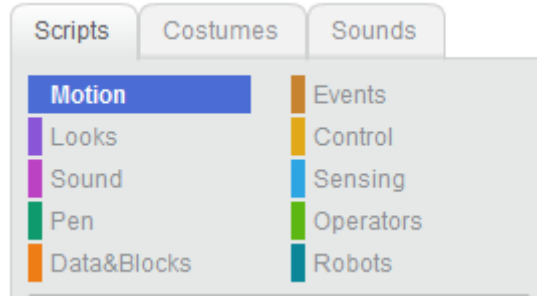 Scripts Costumes Sounds
Motion Events
Looks Control
Sound Sensing
Pen Operators
Data&Blocks Robots